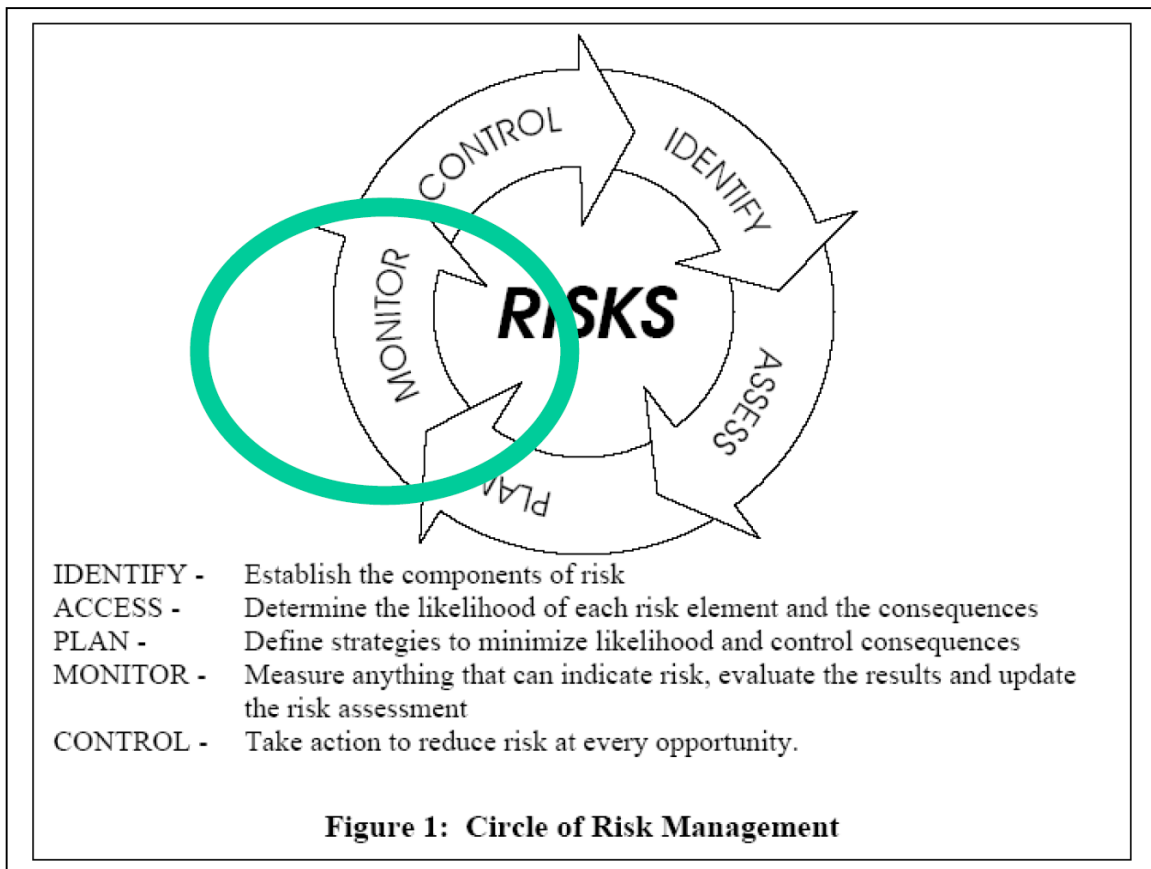 CONTROL
IDENTIFY
MONITOR
RISKS
ASSESS
PLAN
IDENTIFY - Establish the components of risk
ACCESS - Determine the likelihood of each risk element and the consequences
PLAN - Define strategies to minimize likelihood and control consequences
MONITOR - Measure anything that can indicate risk, evaluate the results and update
the risk assessment
CONTROL - Take action to reduce risk at every opportunity.
Figure 1: Circle of Risk Management